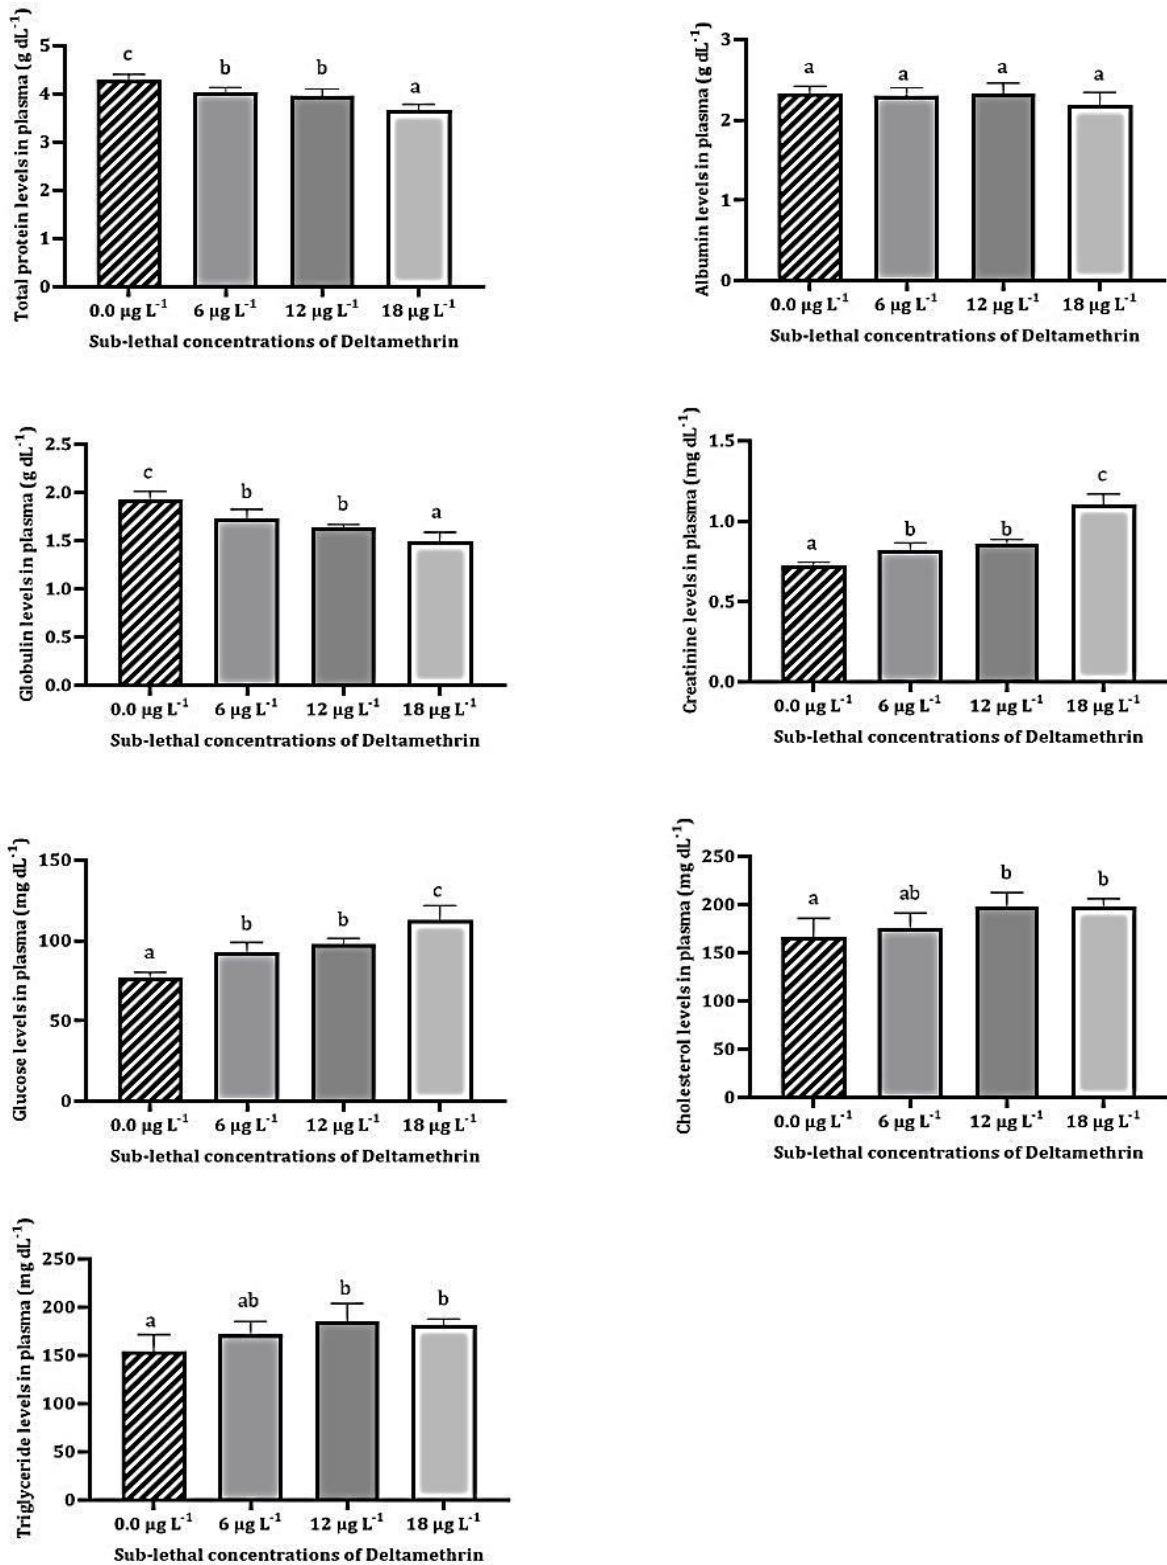 Total protein levels in plasma (g dL⁻¹)
5
4
3
2
1
0
c
b
b
a
0.0 µg L⁻¹ 6 µg L⁻¹ 12 µg L⁻¹ 18 µg L⁻¹
Sub-lethal concentrations of Deltamethrin
Albumin levels in plasma (g dL⁻¹)
3
2
1
0
a
a
a
a
0.0 µg L⁻¹ 6 µg L⁻¹ 12 µg L⁻¹ 18 µg L⁻¹
Sub-lethal concentrations of Deltamethrin
Globulin levels in plasma (g dL⁻¹)
2.5
2.0
1.5
1.0
0.5
0.0
c
b
b
a
0.0 µg L⁻¹ 6 µg L⁻¹ 12 µg L⁻¹ 18 µg L⁻¹
Sub-lethal concentrations of Deltamethrin
Creatinine levels in plasma (mg dL⁻¹)
1.5
1.0
0.5
0.0
a
b
b
c
0.0 µg L⁻¹ 6 µg L⁻¹ 12 µg L⁻¹ 18 µg L⁻¹
Sub-lethal concentrations of Deltamethrin
Glucose levels in plasma (mg dL⁻¹)
150
100
50
0
a
b
b
c
0.0 µg L⁻¹ 6 µg L⁻¹ 12 µg L⁻¹ 18 µg L⁻¹
Sub-lethal concentrations of Deltamethrin
Cholesterol levels in plasma (mg dL⁻¹)
250
200
150
100
50
0
a
ab
b
b
0.0 µg L⁻¹ 6 µg L⁻¹ 12 µg L⁻¹ 18 µg L⁻¹
Sub-lethal concentrations of Deltamethrin
Triglyceride levels in plasma (mg dL⁻¹)
250
200
150
100
50
0
a
ab
b
b
0.0 µg L⁻¹ 6 µg L⁻¹ 12 µg L⁻¹ 18 µg L⁻¹
Sub-lethal concentrations of Deltamethrin